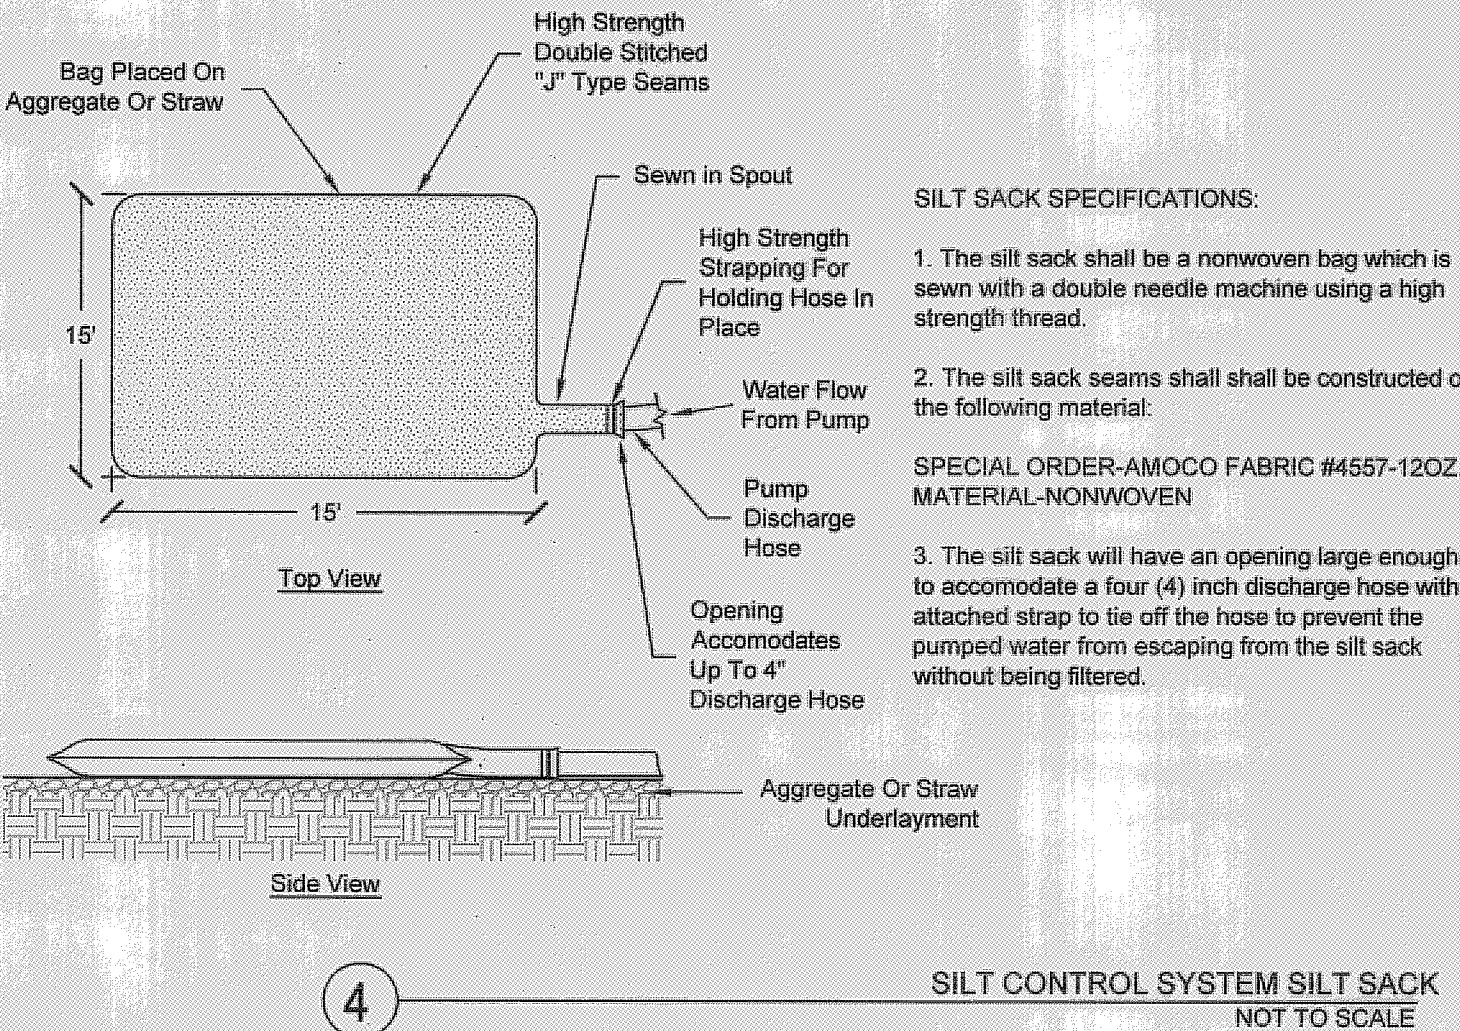 High Strength
Double Stitched
"J" Type Seams
Bag Placed On
Aggregate Or Straw
Sewn in Spout
High Strength
Strapping For
Holding Hose In
Place
15'
Water Flow
From Pump
Pump
Discharge
Hose
15'
Top View
Opening
Accomodates
Up To 4"
Discharge Hose
SILT SACK SPECIFICATIONS:
1. The silt sack shall be a nonwoven bag which is
sewn with a double needle machine using a high
strength thread.
2. The silt sack seams shall shall be constructed
the following material:
SPECIAL ORDER-AMOCO FABRIC #4557-12OZ
MATERIAL-NONWOVEN
3. The silt sack will have an opening large enough
to accomodate a four (4) inch discharge hose with
attached strap to tie off the hose to prevent the
pumped water from escaping from the silt sack
without being filtered.
Aggregate Or Straw
Underlayment
Side View
4
SILT CONTROL SYSTEM SILT SACK
NOT TO SCALE